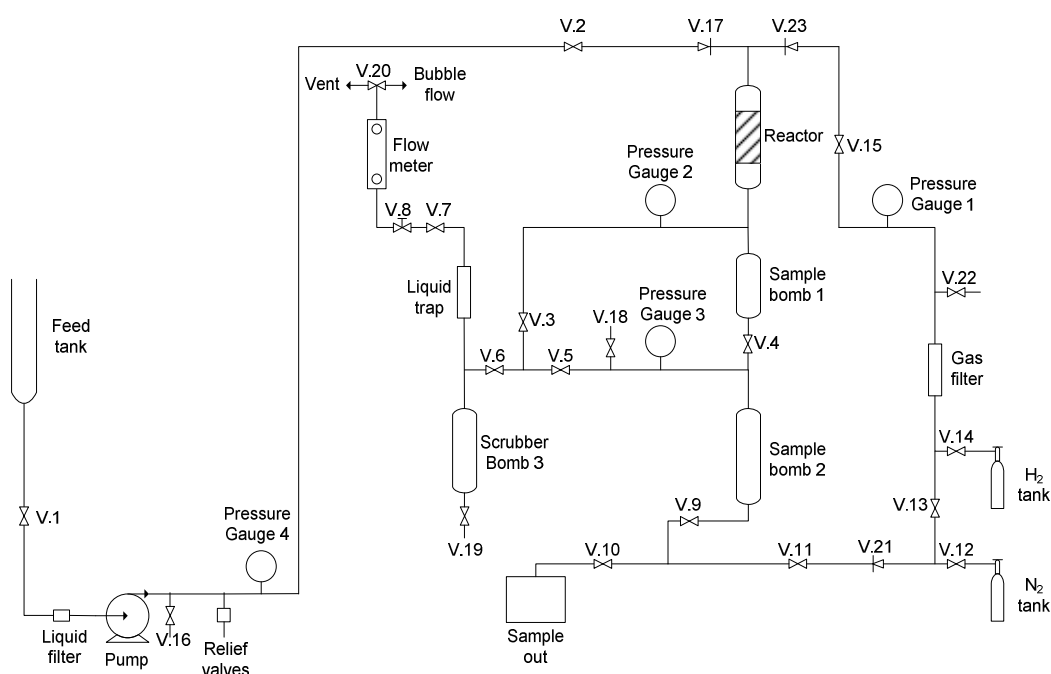 V.2
V.17
V.23
V.20
Vent
Bubble
flow
Flow
meter
Reactor
V.15
Pressure
Gauge 2
Pressure
Gauge 1
V.8
V.7
Liquid
trap
Sample
bomb 1
V.22
Pressure
Gauge 3
V.18
V.3
V.4
Feed
tank
V.6
V.5
Gas
filter
Scrubber
Bomb 3
Sample
bomb 2
V.14
H2
tank
V.1
Pressure
Gauge 4
V.9
V.13
V.19
V.10
V.11
V.21
V.12
N2
tank
Liquid
filter
Pump
V.16
Relief
valves
Sample
out